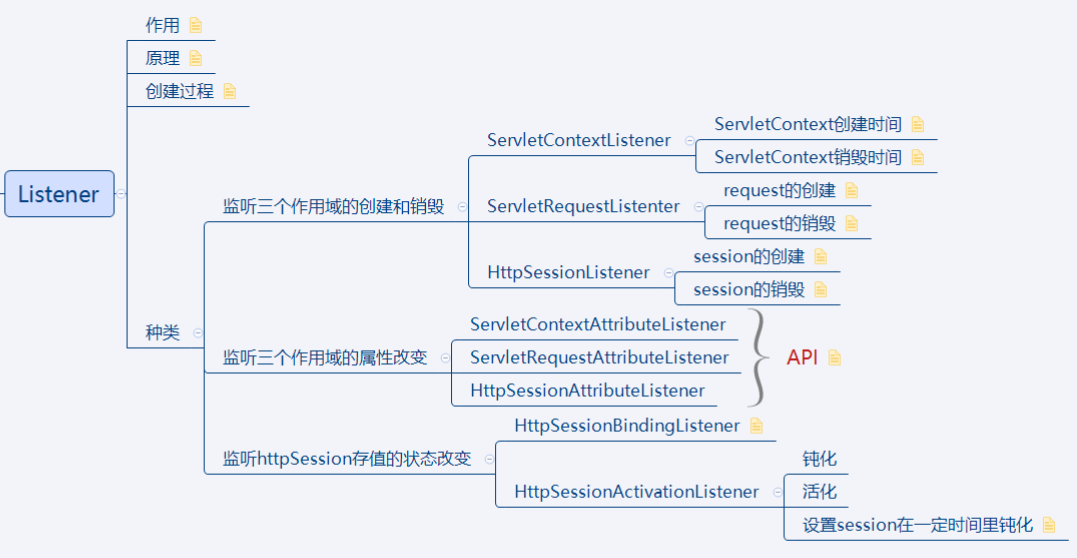 Listener
作用
原理
创建过程
种类
监听三个作用域的创建和销毁
ServletContextListener
ServletContext创建时间
ServletContext销毁时间
ServletRequestListenter
request的创建
request的销毁
HttpSessionListener
session的创建
session的销毁
监听三个作用域的属性改变
ServletContextAttributeListener
ServletRequestAttributeListener
HttpSessionAttributeListener
API
监听httpSession存值的状态改变
HttpSessionBindingListener
HttpSessionActivationListener
钝化
活化
设置session在一定时间里钝化